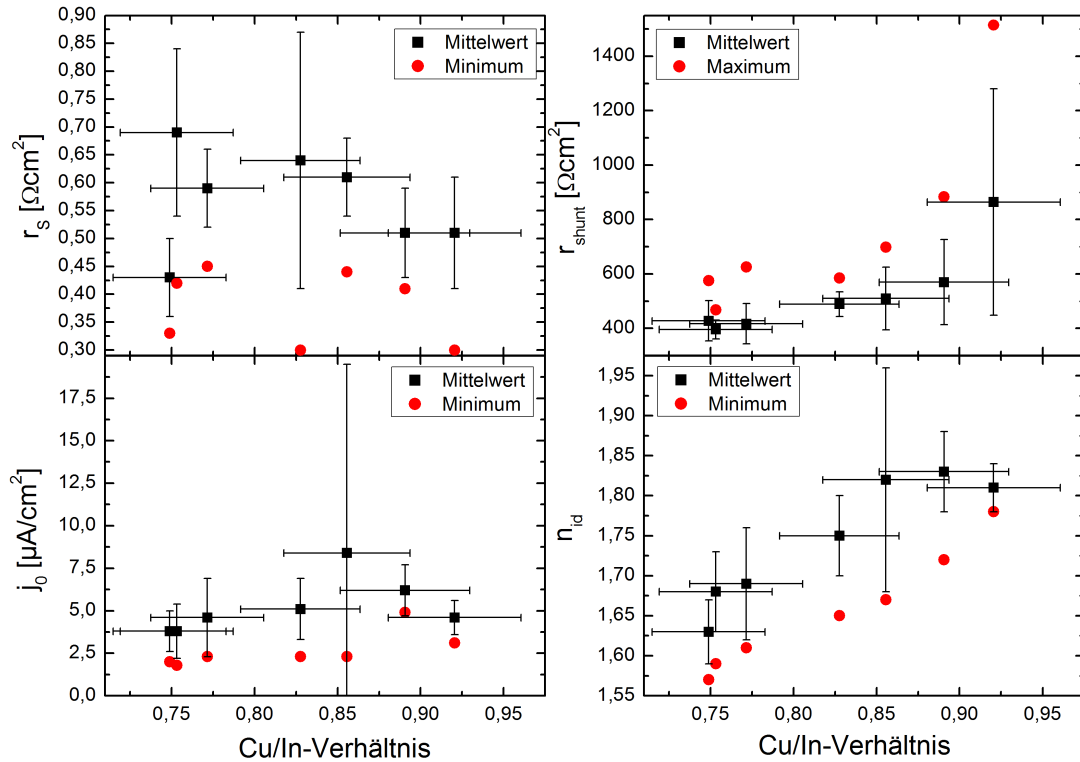 0,90
0,85
0,80
0,75
0,70
0,65
0,60
0,55
0,50
0,45
0,40
0,35
0,30
r_S [Ωcm²]
Mittelwert
Minimum
1400
1200
1000
800
600
400
r_shunt [Ωcm²]
Mittelwert
Maximum
17,5
15,0
12,5
10,0
7,5
5,0
2,5
0,0
j_0 [µA/cm²]
Mittelwert
Minimum
0,75 0,80 0,85 0,90 0,95
Cu/In-Verhältnis
1,95
1,90
1,85
1,80
1,75
1,70
1,65
1,60
1,55
n_id
Mittelwert
Minimum
0,75 0,80 0,85 0,90 0,95
Cu/In-Verhältnis